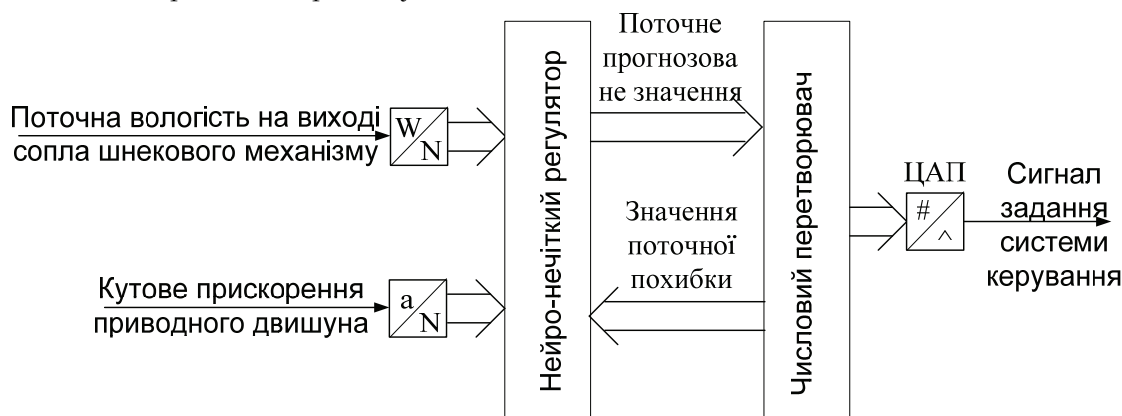 Поточна вологість на виході
сопла шнекового механізму
W
N
Кутове прискорення
приводного двишуна
a
N
Нейро-нечіткий регулятор
Поточне
прогнозова
не значення
Значення
поточної
похибки
Числовий перетворювач
ЦАП
#
^
Сигнал
задання
системи
керування